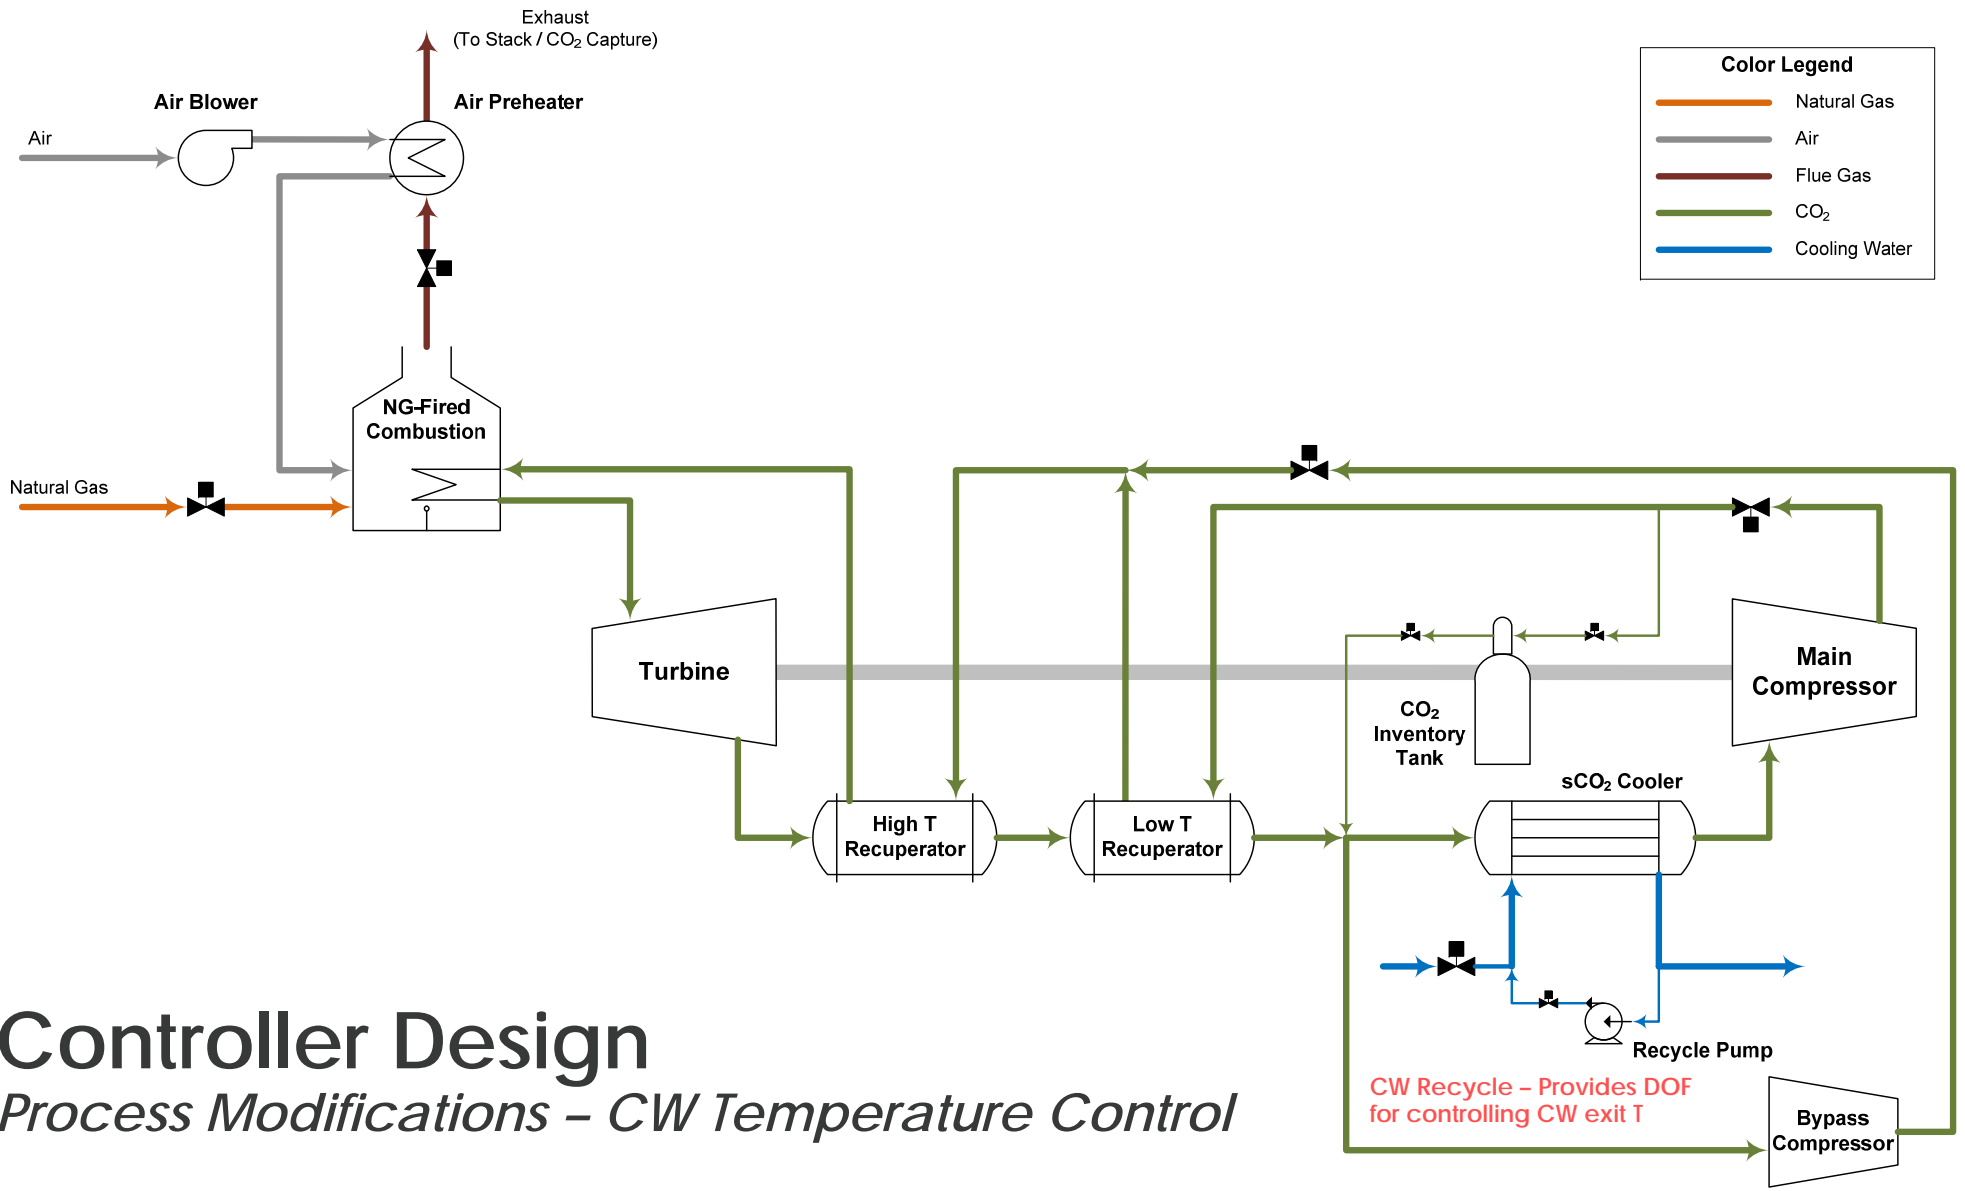 Exhaust
(To Stack / CO₂ Capture)
Air Blower
Air Preheater
Air
Color Legend
Natural Gas
Air
Flue Gas
CO₂
Cooling Water
NG-Fired
Combustion
Natural Gas
Turbine
Main
Compressor
CO₂
Inventory
Tank
sCO₂ Cooler
High T
Recuperator
Low T
Recuperator
Recycle Pump
CW Recycle – Provides DOF
for controlling CW exit T
Bypass
Compressor
Controller Design
Process Modifications – CW Temperature Control